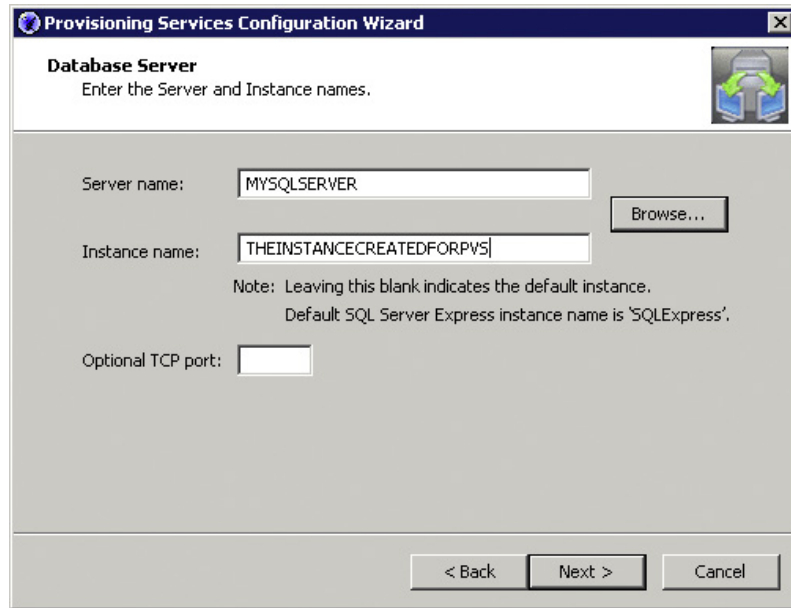 Provisioning Services Configuration Wizard
Database Server
Enter the Server and Instance names.
Server name: MYSQLSERVER
Browse...
Instance name: THEINSTANCECREATEDFORPVS
Note: Leaving this blank indicates the default instance.
Default SQL Server Express instance name is 'SQLExpress'.
Optional TCP port:
< Back Next > Cancel